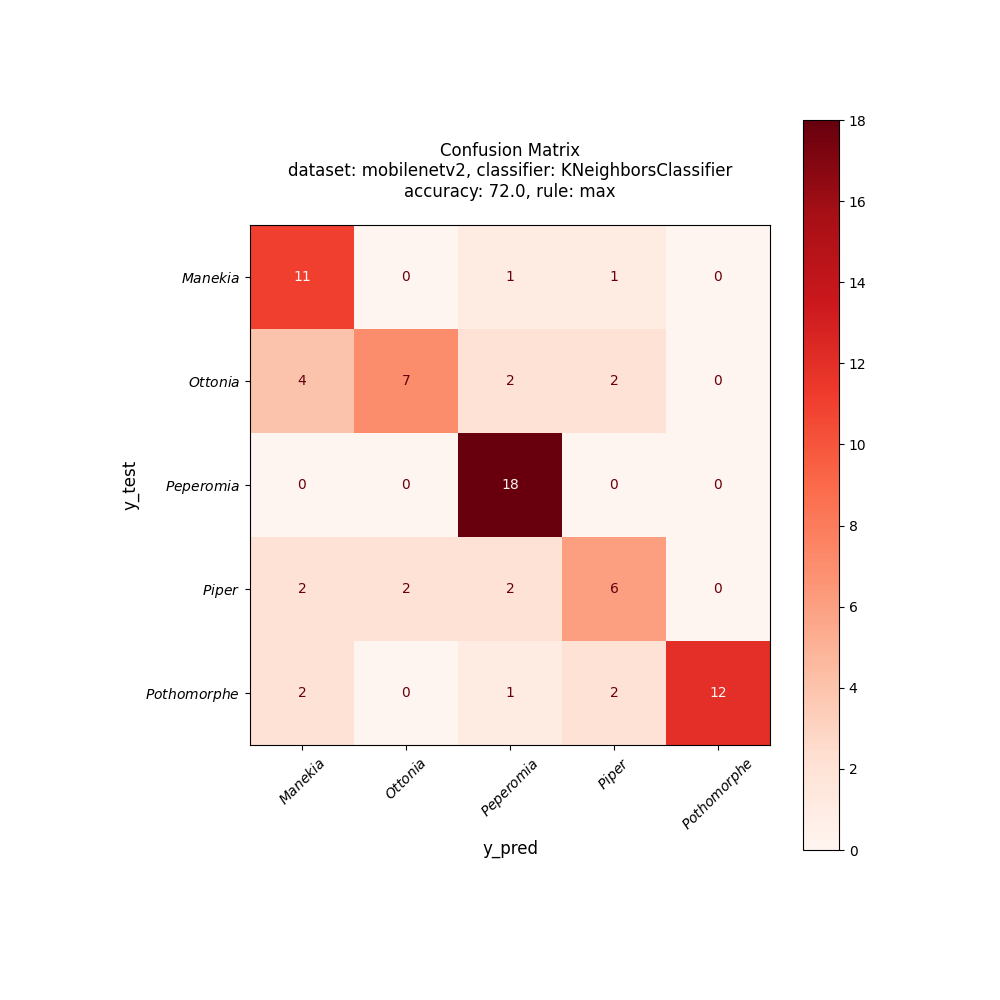 Confusion Matrix
dataset: mobilenetv2, classifier: KNeighborsClassifier
accuracy: 72.0, rule: max
Manekia 11 0 1 1 0
Ottonia 4 7 2 2 0
Peperomia 0 0 18 0 0
Piper 2 2 2 6 0
Pothomorphe 2 0 1 2 12
Manekia Ottonia Peperomia Piper Pothomorphe
y_test
y_pred
18
16
14
12
10
8
6
4
2
0